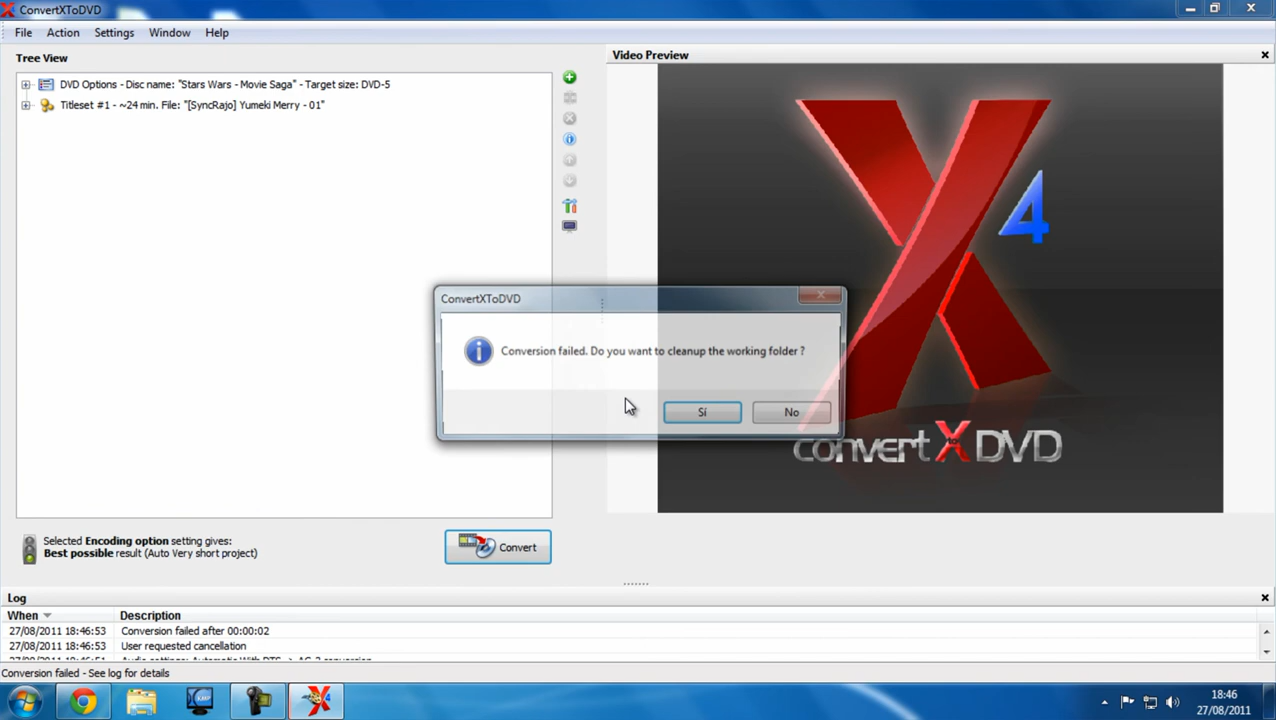 ConvertXToDVD
File Action Settings Window Help
Tree View
DVD Options - Disc name: "Stars Wars - Movie Saga" - Target size: DVD-5
Titleset #1 - ~24 min. File: "[SyncRajo] Yumeki Merry - 01"
Video Preview
4
convert X to DVD
ConvertXToDVD
Conversion failed. Do you want to cleanup the working folder ?
Sí
No
Selected Encoding option setting gives:
Best possible result (Auto Very short project)
Convert
Log
When Description
27/08/2011 18:46:53 Conversion failed after 00:00:02
27/08/2011 18:46:53 User requested cancellation
Conversion failed - See log for details
18:46
27/08/2011